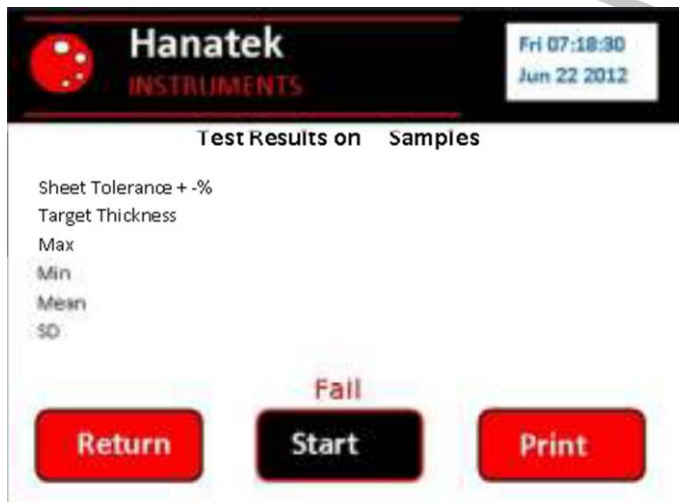 Hanatek
INSTRUMENTS
Fri 07:18:30
Jun 22 2012
Test Results on Samples
Sheet Tolerance + -%
Target Thickness
Max
Min
Mean
SD
Fail
Return
Start
Print